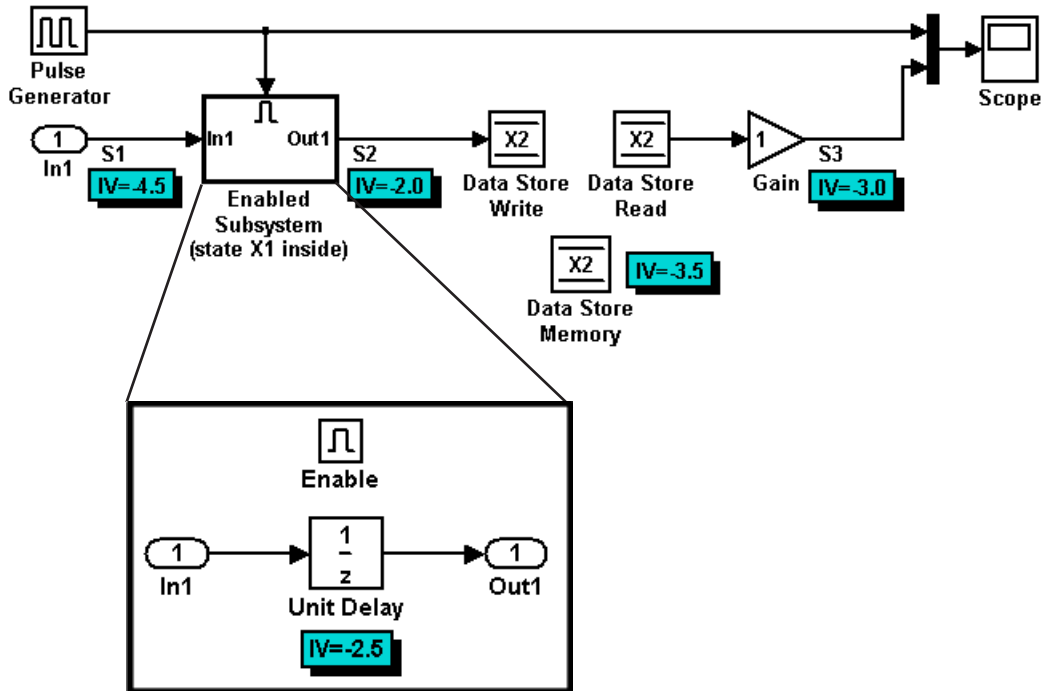 Pulse
Generator
1
In1
S1
IV=-4.5
In1
Out1
Enabled
Subsystem
(state X1 inside)
S2
IV=-2.0
X2
Data Store
Write
X2
Data Store
Read
1
Gain
S3
IV=-3.0
Scope
X2
Data Store
Memory
IV=-3.5
Enable
1
In1
1
z
Unit Delay
IV=-2.5
1
Out1